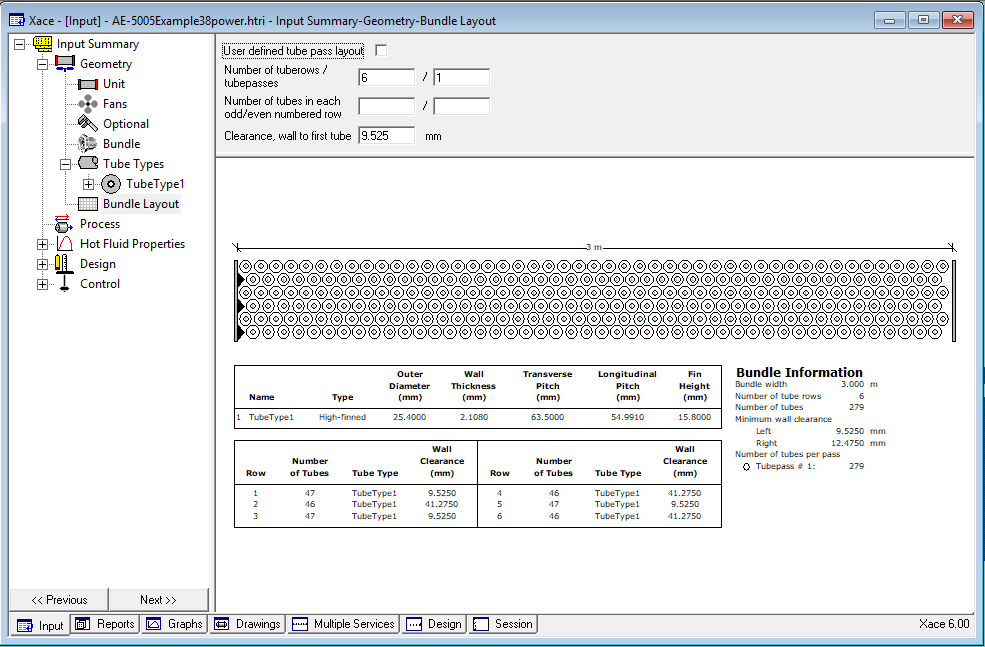 Xace - [Input] - AE-5005Example38power.htri - Input Summary-Geometry-Bundle Layout
Input Summary
Geometry
Unit
Fans
Optional
Bundle
Tube Types
TubeType1
Bundle Layout
Process
Hot Fluid Properties
Design
Control
<< Previous
Next >>
User defined tube pass layout
Number of tuberows / tubepasses 6 / 1
Number of tubes in each odd/even numbered row /
Clearance, wall to first tube 9.525 mm
3 m
Name Type Outer Diameter (mm) Wall Thickness (mm) Transverse Pitch (mm) Longitudinal Pitch (mm) Fin Height (mm)
1 TubeType1 High-finned 25.4000 2.1080 63.5000 54.9910 15.8000
Row Number of Tubes Tube Type Wall Clearance (mm) Row Number of Tubes Tube Type Wall Clearance (mm)
1 47 TubeType1 9.5250 4 46 TubeType1 41.2750
2 46 TubeType1 41.2750 5 47 TubeType1 9.5250
3 47 TubeType1 9.5250 6 46 TubeType1 41.2750
Bundle Information
Bundle width 3.000 m
Number of tube rows 6
Number of tubes 279
Minimum wall clearance
Left 9.5250 mm
Right 12.4750 mm
Number of tubes per pass
Tubepass # 1: 279
Input Reports Graphs Drawings Multiple Services Design Session Xace 6.00